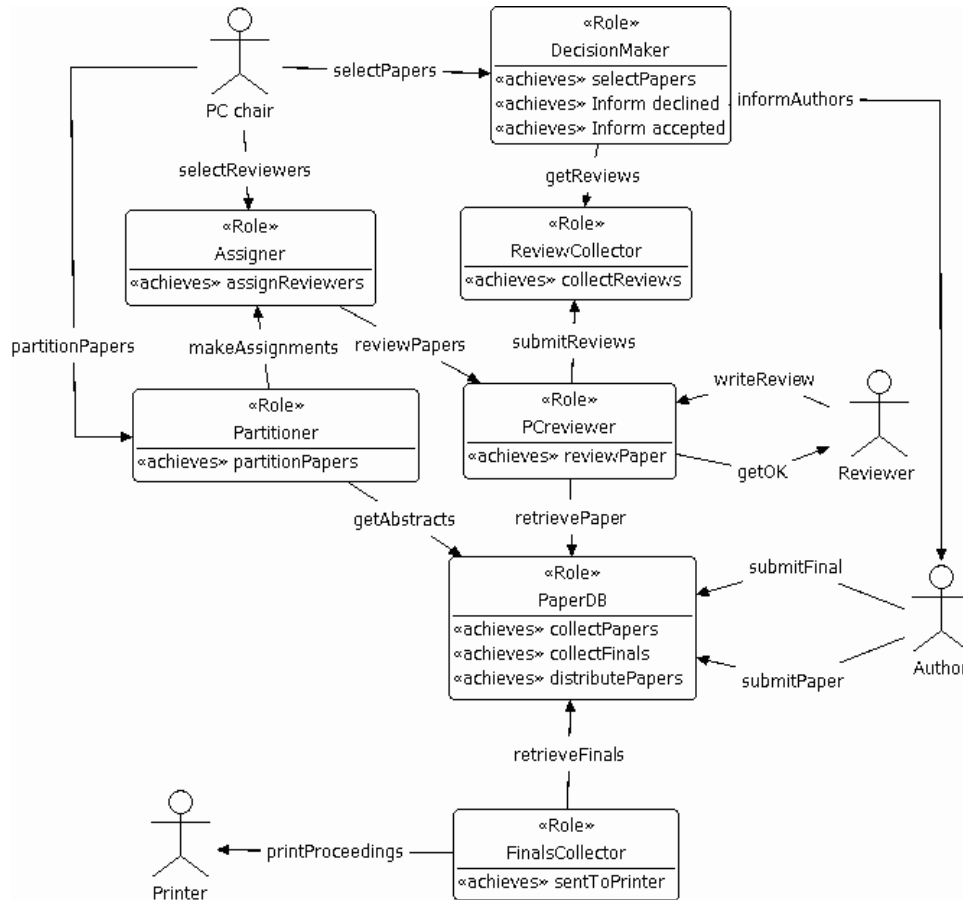 «Role»
DecisionMaker
selectPapers
«achieves» selectPapers
«achieves» Inform declined
informAuthors
«achieves» Inform accepted
PC chair
selectReviewers
getReviews
«Role»
Assigner
«achieves» assignReviewers
«Role»
ReviewCollector
«achieves» collectReviews
partitionPapers
makeAssignments
reviewPapers
submitReviews
writeReview
«Role»
Partitioner
«achieves» partitionPapers
«Role»
PCreviewer
«achieves» reviewPaper
getOK
Reviewer
getAbstracts
retrievePaper
submitFinal
«Role»
PaperDB
«achieves» collectPapers
«achieves» collectFinals
«achieves» distributePapers
submitPaper
Author
retrieveFinals
«Role»
FinalsCollector
«achieves» sentToPrinter
printProceedings
Printer